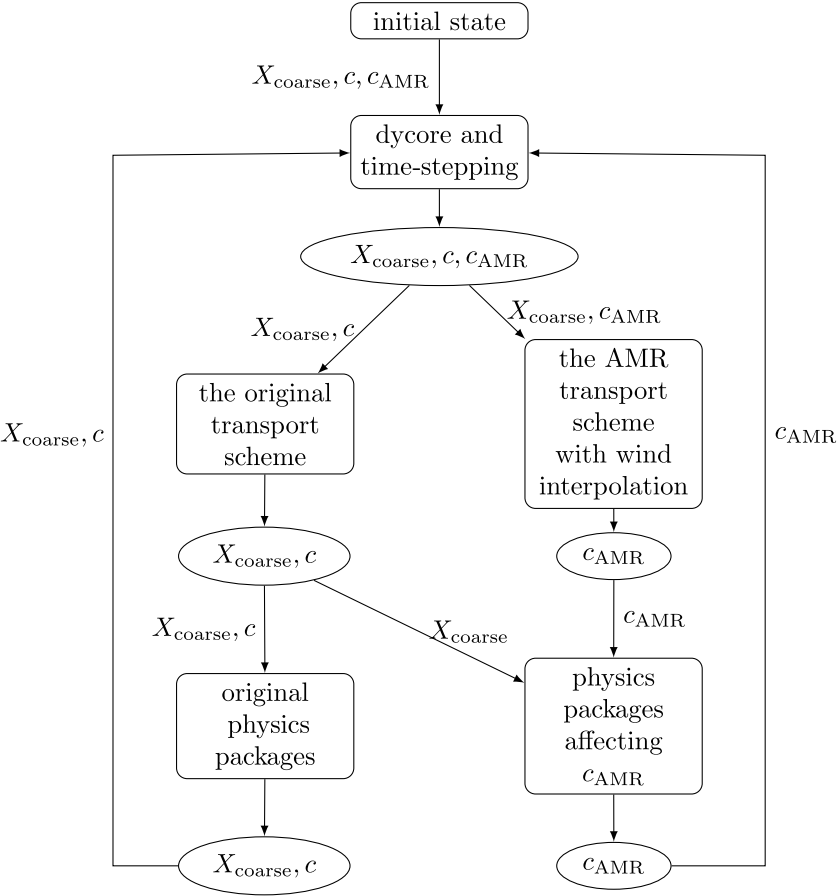 initial state
X_coarse, c, c_AMR
dycore and
time-stepping
X_coarse, c, c_AMR
X_coarse, c
X_coarse, c_AMR
the original
transport
scheme
the AMR
transport
scheme
with wind
interpolation
X_coarse, c
c_AMR
X_coarse, c
c_AMR
X_coarse, c
X_coarse
c_AMR
original
physics
packages
physics
packages
affecting
c_AMR
X_coarse, c
c_AMR